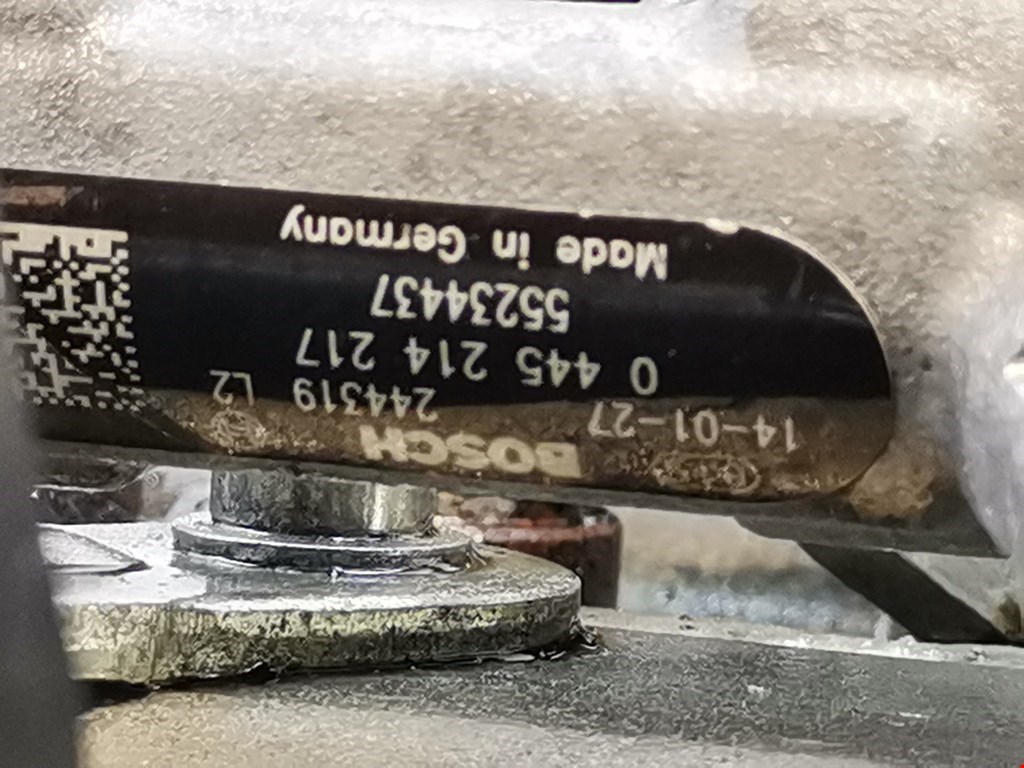 BOSCH
14-01-27 244319 L2
0 445 214 217
55234437
Made in Germany